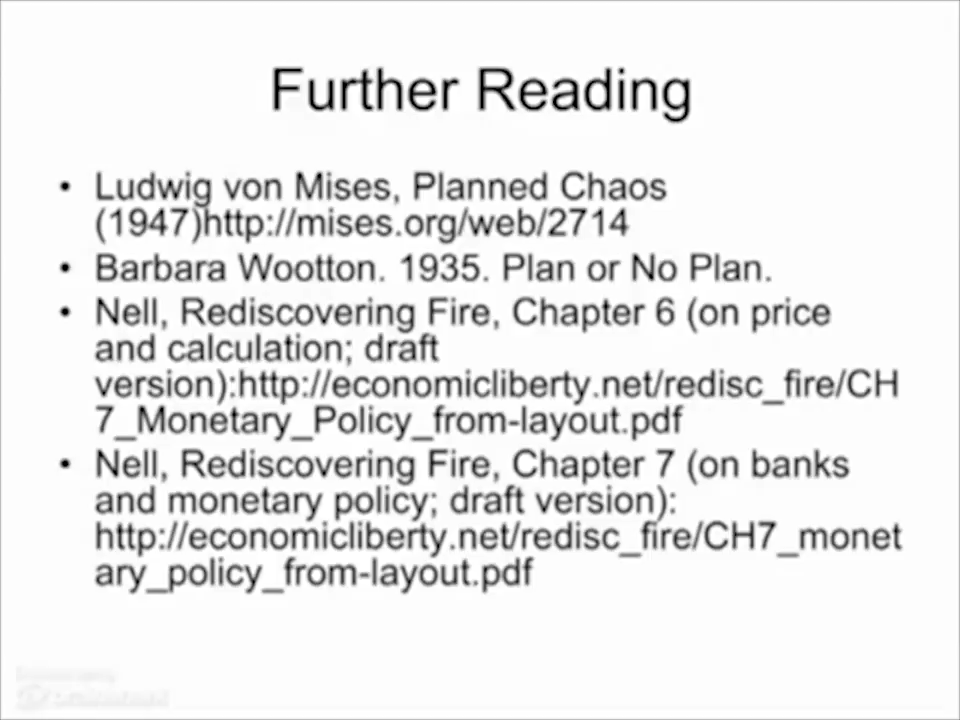 Further Reading
• Ludwig von Mises, Planned Chaos
(1947)http://mises.org/web/2714
• Barbara Wootton. 1935. Plan or No Plan.
• Nell, Rediscovering Fire, Chapter 6 (on price
and calculation; draft
version):http://economicliberty.net/redisc_fire/CH
7_Monetary_Policy_from-layout.pdf
• Nell, Rediscovering Fire, Chapter 7 (on banks
and monetary policy; draft version):
http://economicliberty.net/redisc_fire/CH7_monet
ary_policy_from-layout.pdf